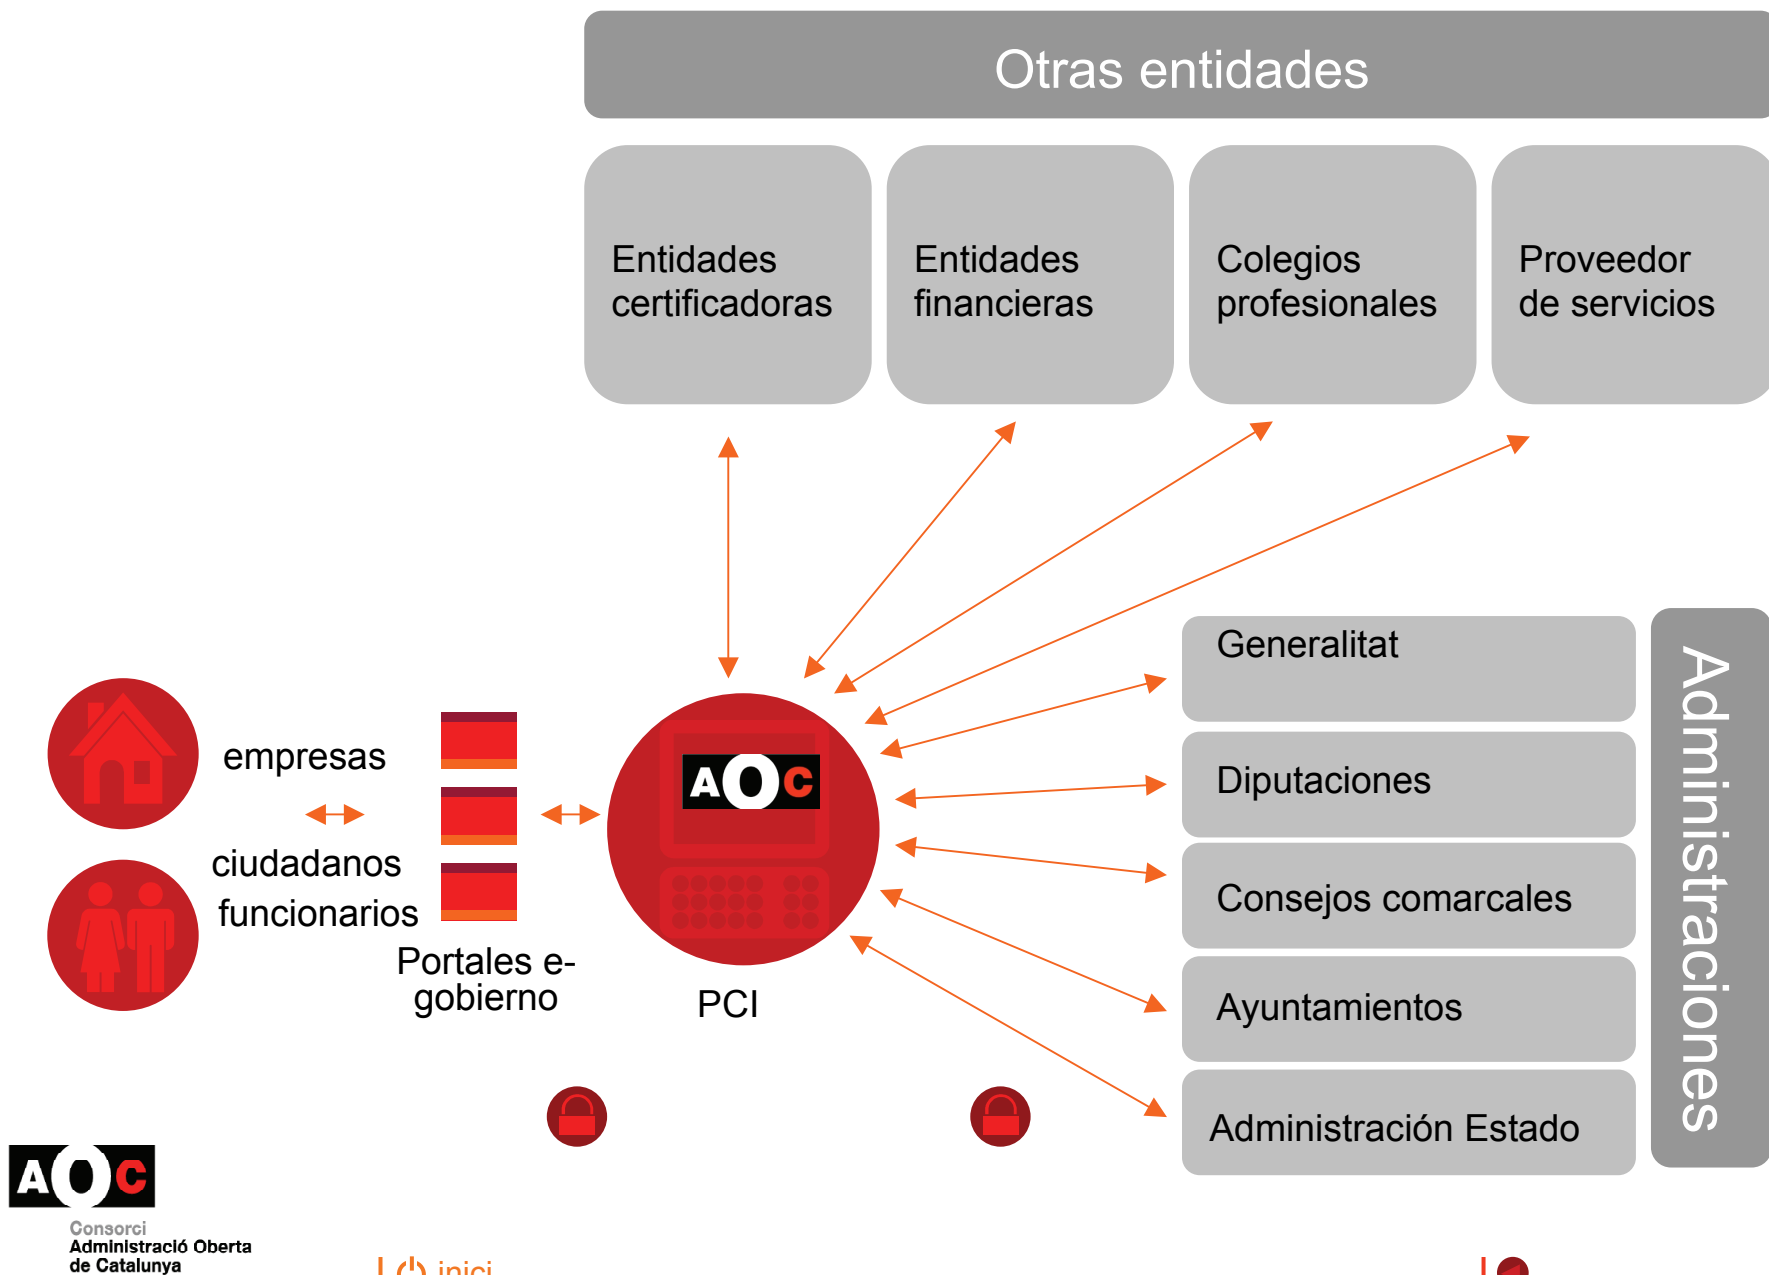 Otras entidades
Entidades
certificadoras
Entidades
financieras
Colegios
profesionales
Proveedor
de servicios
Generalitat
Diputaciones
Consejos comarcales
Ayuntamientos
Administración Estado
Administraciones
empresas
ciudadanos
funcionarios
Portales e-
gobierno
AOC
PCI
AOC
Consorci
Administració Oberta
de Catalunya
inici